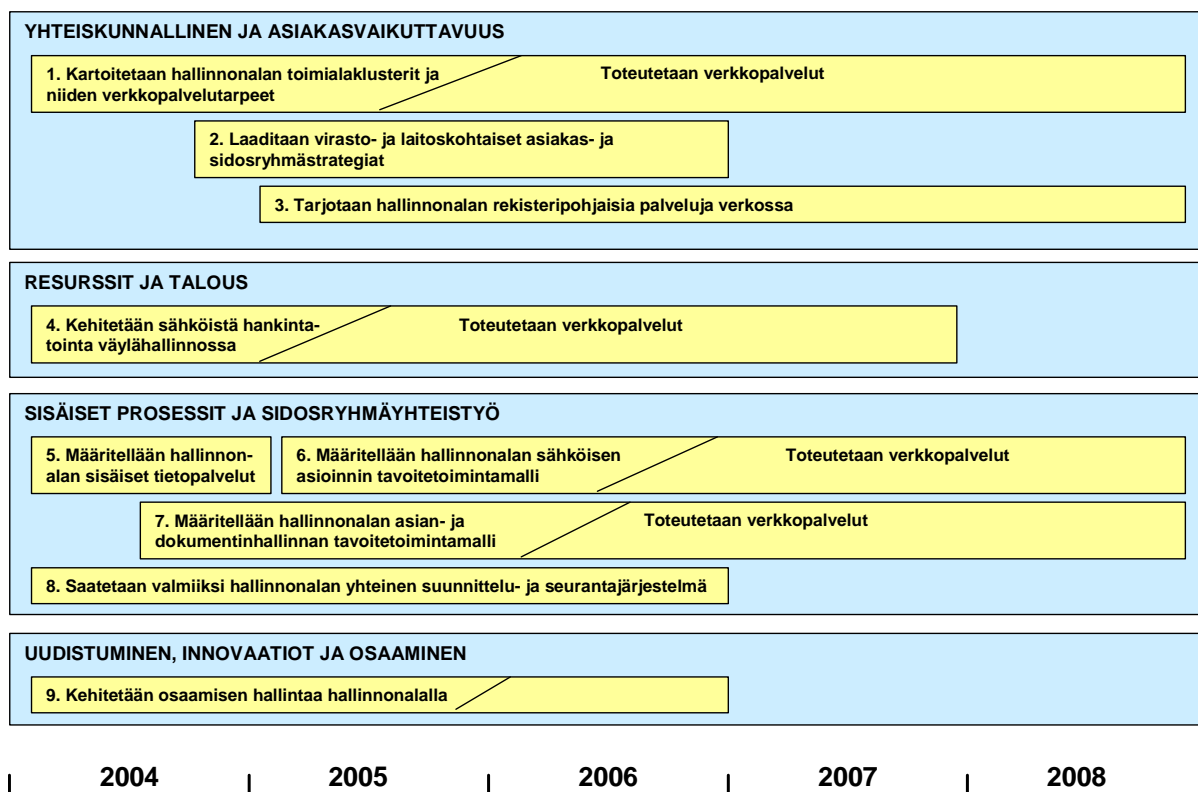 YHTEISKUNNALLINEN JA ASIAKASVAIKUTTAVUUS
1. Kartoitetaan hallinnonalan toimialaklusterit ja
niiden verkkopalvelutarpeet
Toteutetaan verkkopalvelut
2. Laaditaan virasto- ja laitoskohtaiset asiakas- ja
sidosryhmästrategiat
3. Tarjotaan hallinnonalan rekisteripohjaisia palveluja verkossa
RESURSSIT JA TALOUS
4. Kehitetään sähköistä hankinta-
tointa väylähallinnossa
Toteutetaan verkkopalvelut
SISÄISET PROSESSIT JA SIDOSRYHMÄYHTEISTYÖ
5. Määritellään hallinnon-
alan sisäiset tietopalvelut
6. Määritellään hallinnonalan sähköisen
asioinnin tavoitetoimintamalli
Toteutetaan verkkopalvelut
7. Määritellään hallinnonalan asian- ja
dokumentinhallinnan tavoitetoimintamalli
Toteutetaan verkkopalvelut
8. Saatetaan valmiiksi hallinnonalan yhteinen suunnittelu- ja seurantajärjestelmä
UUDISTUMINEN, INNOVAATIOT JA OSAAMINEN
9. Kehitetään osaamisen hallintaa hallinnonalalla
2004 2005 2006 2007 2008